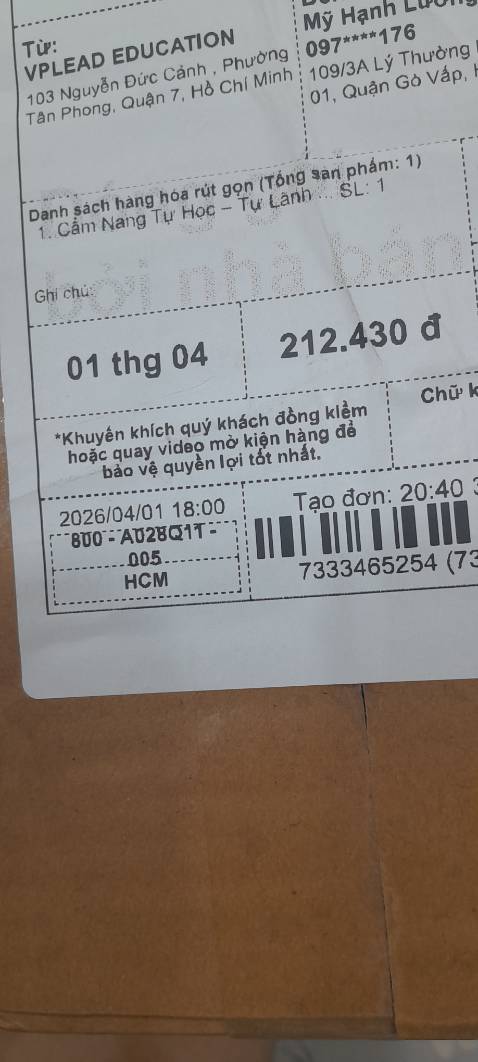 Từ:
VPLEAD EDUCATION
103 Nguyễn Đức Cảnh , Phường
Tân Phong, Quận 7, Hồ Chí Minh
Mỹ Hạnh
097****176
109/3A Lý Thường
01, Quận Gò Vấp,
Danh sách hàng hóa rút gọn (Tổng sản phẩm: 1)
1. Cẩm Nang Tự Học - Tự Lành ... SL: 1
bởi nhà bán
Ghi chú:
01 thg 04
212.430 đ
*Khuyến khích quý khách đồng kiểm
hoặc quay video mở kiện hàng để
bảo vệ quyền lợi tốt nhất.
Chữ k
2026/04/01 18:00
Tạo đơn: 20:40
800 - A028Q1T -
005
HCM
7333465254 (73